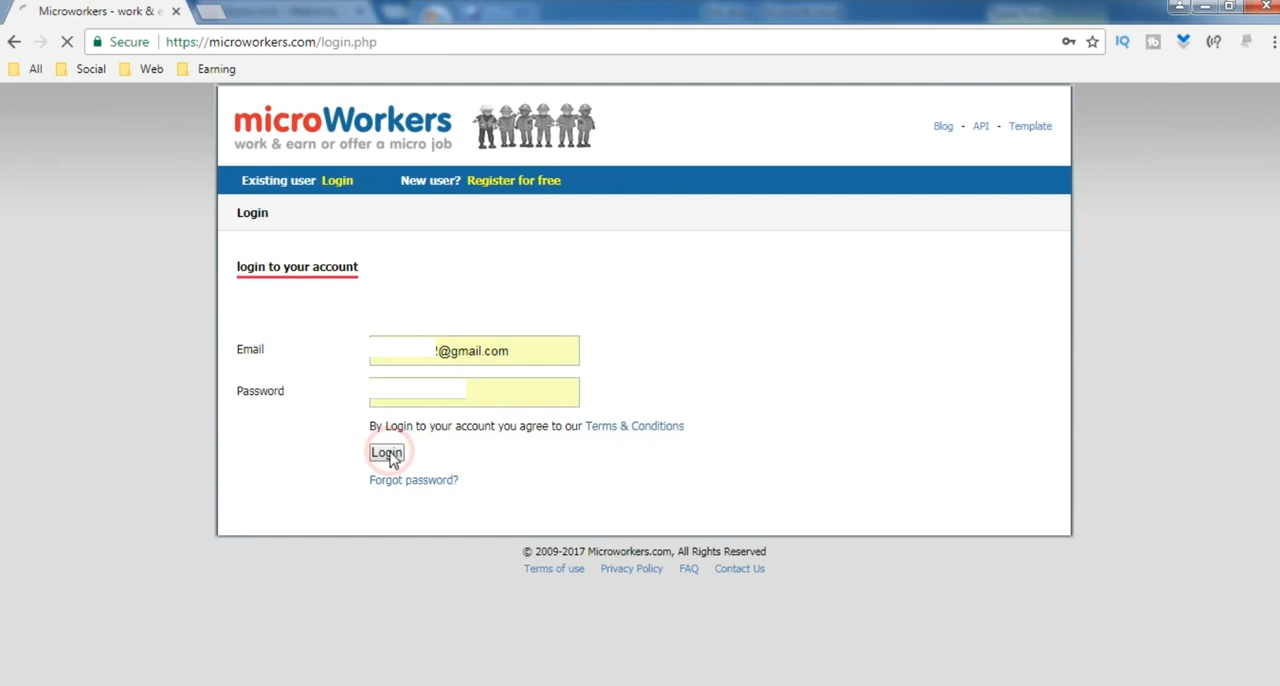 Microworkers - work & e
Secure
https://microworkers.com/login.php
All
Social
Web
Earning
microWorkers
work & earn or offer a micro job
Blog - API - Template
Existing user Login
New user? Register for free
Login
login to your account
Email
!@gmail.com
Password
By Login to your account you agree to our Terms & Conditions
Login
Forgot password?
© 2009-2017 Microworkers.com, All Rights Reserved
Terms of use
Privacy Policy
FAQ
Contact Us